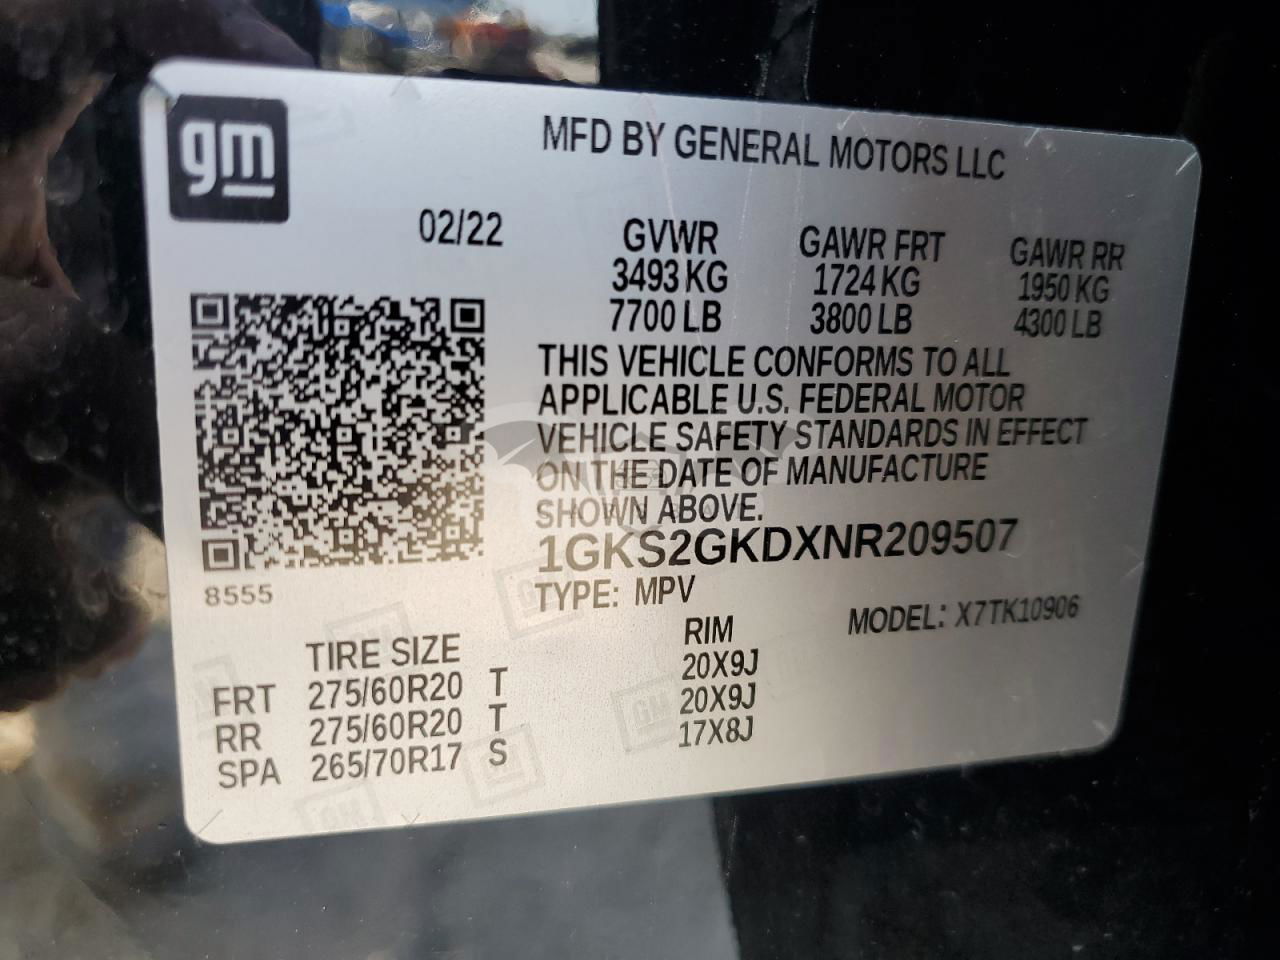 gm
MFD BY GENERAL MOTORS LLC
02/22
GVWR GAWR FRT GAWR RR
3493 KG 1724 KG 1950 KG
7700 LB 3800 LB 4300 LB
THIS VEHICLE CONFORMS TO ALL
APPLICABLE U.S. FEDERAL MOTOR
VEHICLE SAFETY STANDARDS IN EFFECT
ON THE DATE OF MANUFACTURE
SHOWN ABOVE.
1GKS2GKDXNR209507
8555
TYPE: MPV MODEL: X7TK10906
TIRE SIZE RIM
FRT 275/60R20 T 20X9J
RR 275/60R20 T 20X9J
SPA 265/70R17 S 17X8J